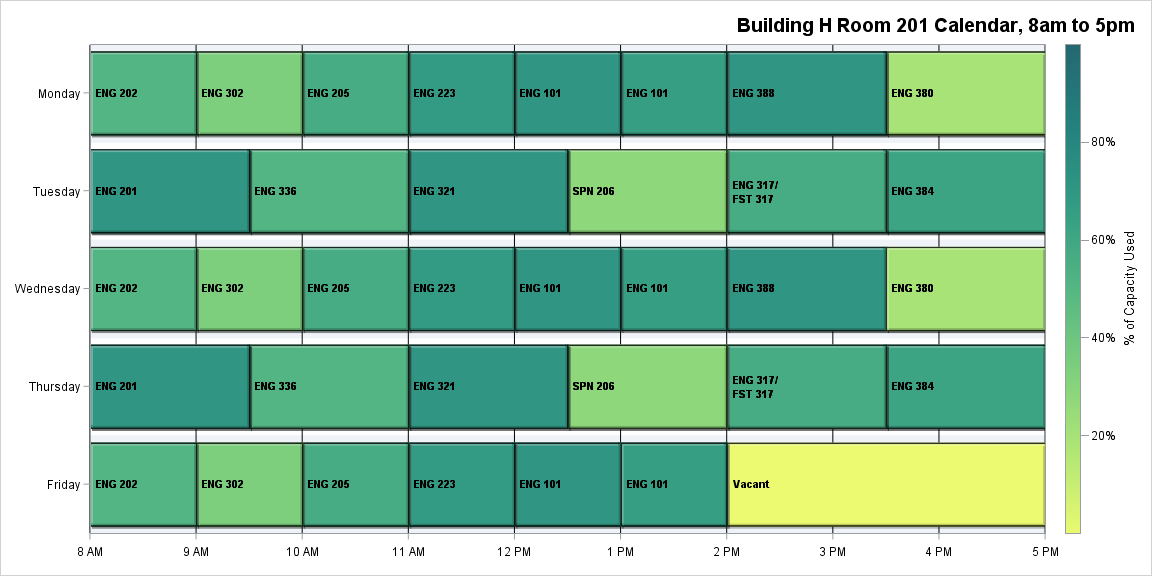 Building H Room 201 Calendar, 8am to 5pm
Monday
ENG 202
ENG 302
ENG 205
ENG 223
ENG 101
ENG 101
ENG 388
ENG 380
Tuesday
ENG 201
ENG 336
ENG 321
SPN 206
ENG 317/
FST 317
ENG 384
Wednesday
ENG 202
ENG 302
ENG 205
ENG 223
ENG 101
ENG 101
ENG 388
ENG 380
Thursday
ENG 201
ENG 336
ENG 321
SPN 206
ENG 317/
FST 317
ENG 384
Friday
ENG 202
ENG 302
ENG 205
ENG 223
ENG 101
ENG 101
Vacant
8 AM
9 AM
10 AM
11 AM
12 PM
1 PM
2 PM
3 PM
4 PM
5 PM
80%
60%
40%
20%
% of Capacity Used